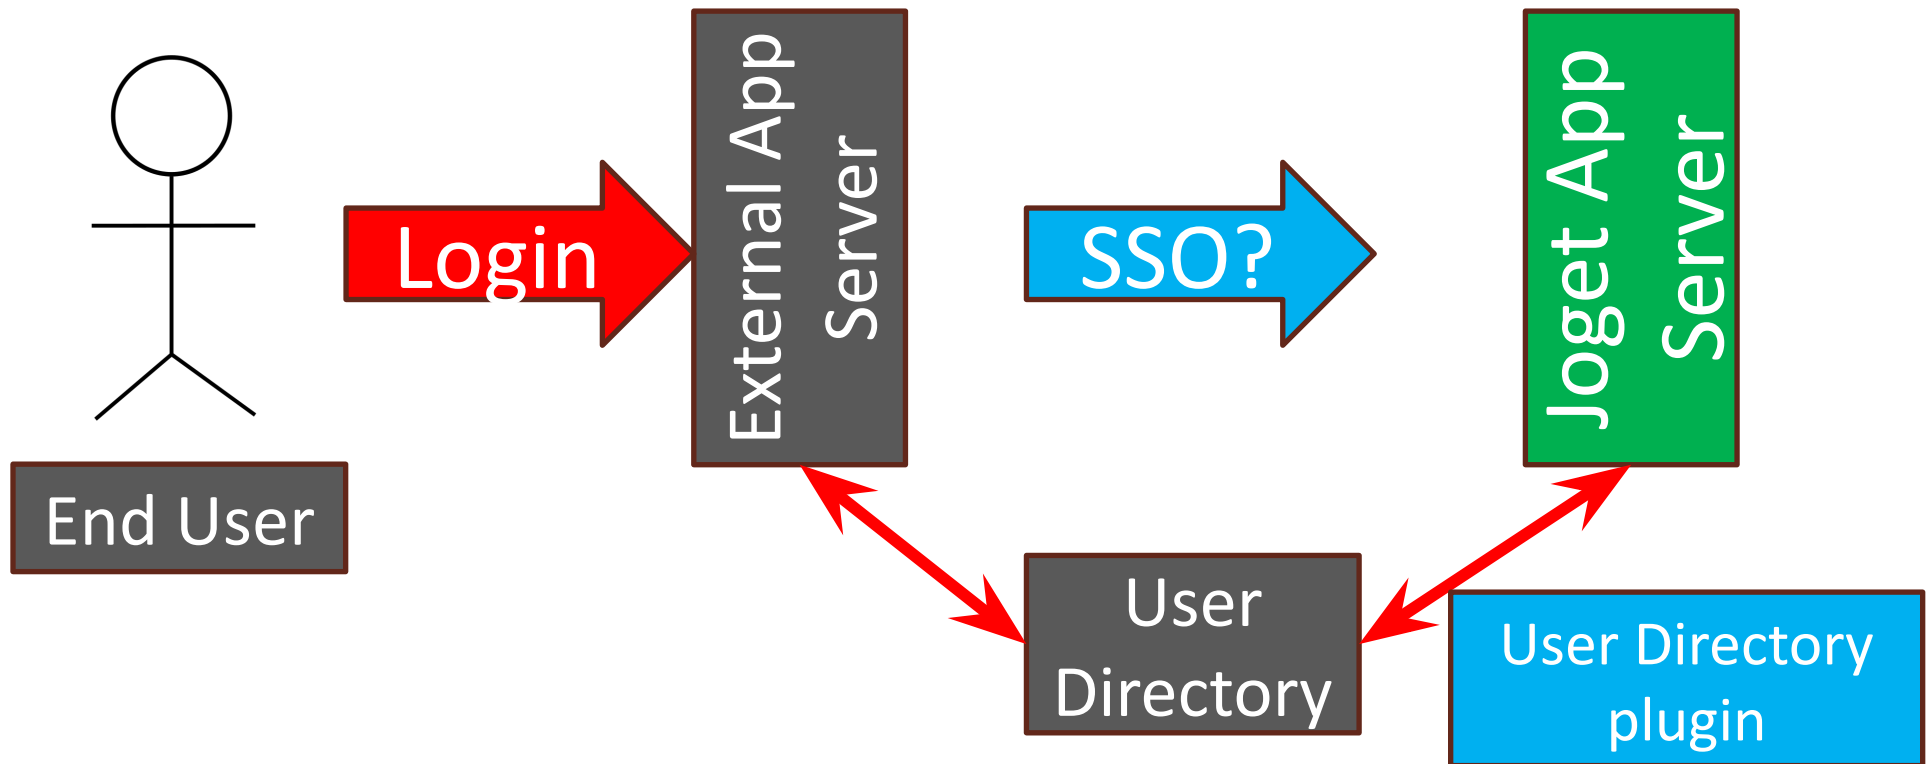 End User
Login
External App
Server
SSO?
Joget App
Server
User
Directory
User Directory
plugin